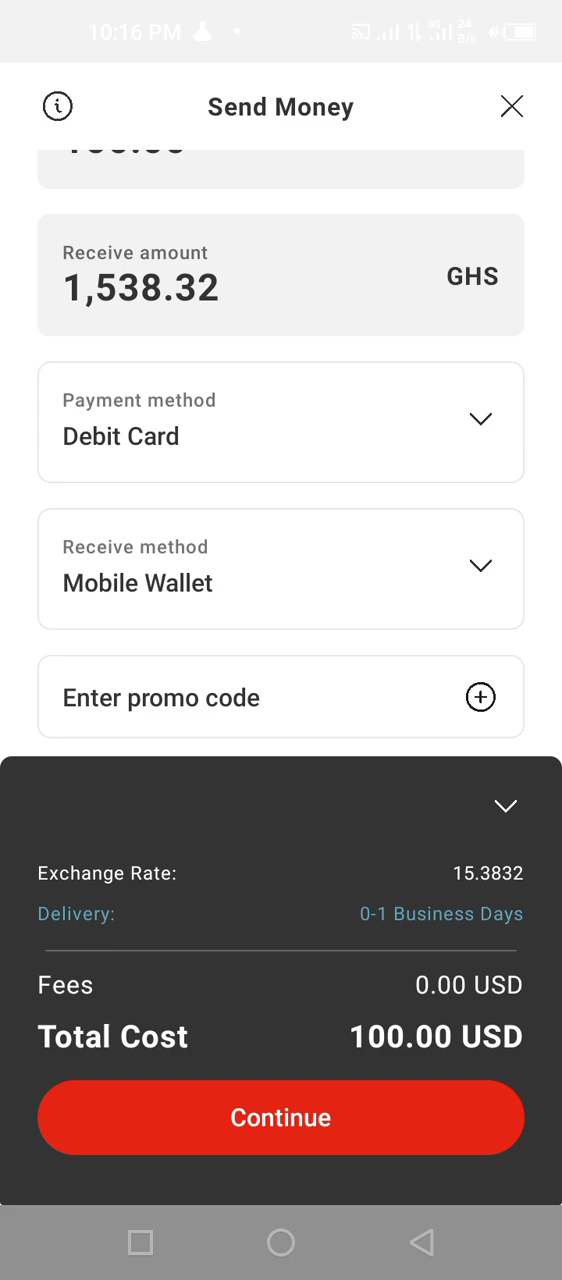 10:16 PM
3G
24
B/s
Send Money
Receive amount
1,538.32
GHS
Payment method
Debit Card
Receive method
Mobile Wallet
Enter promo code
Exchange Rate:
15.3832
Delivery:
0-1 Business Days
Fees
0.00 USD
Total Cost
100.00 USD
Continue